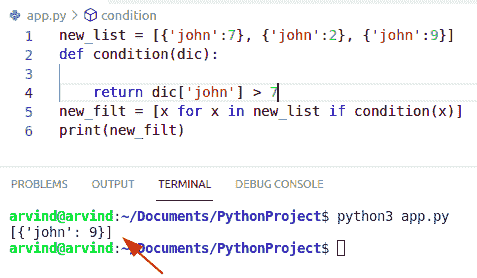 app.py > condition
1 new_list = [{'john':7}, {'john':2}, {'john':9}]
2 def condition(dic):
3
4     return dic['john'] > 7
5 new_filt = [x for x in new_list if condition(x)]
6 print(new_filt)
PROBLEMS OUTPUT TERMINAL DEBUG CONSOLE
arvind@arvind:~/Documents/PythonProject$ python3 app.py
[{'john': 9}]
arvind@arvind:~/Documents/PythonProject$